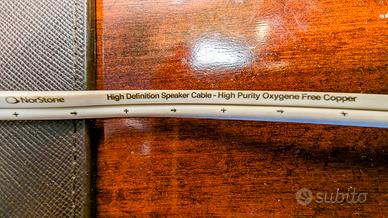 NorStone High Definition Speaker Cable - High Purity Oxygene Free Copper
subito